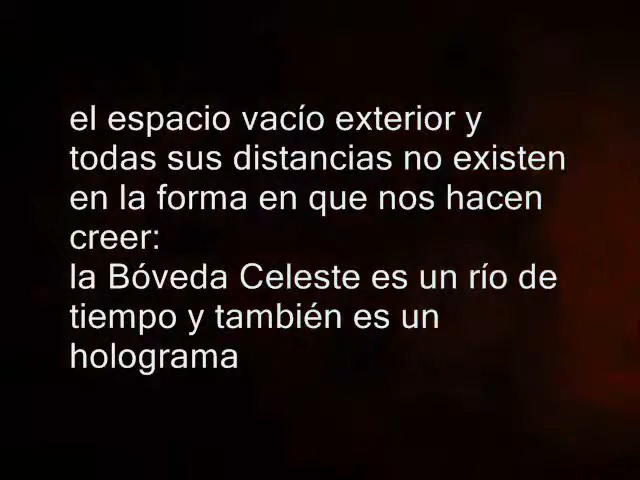 el espacio vacío exterior y
todas sus distancias no existen
en la forma en que nos hacen
creer:
la Bóveda Celeste es un río de
tiempo y también es un
holograma